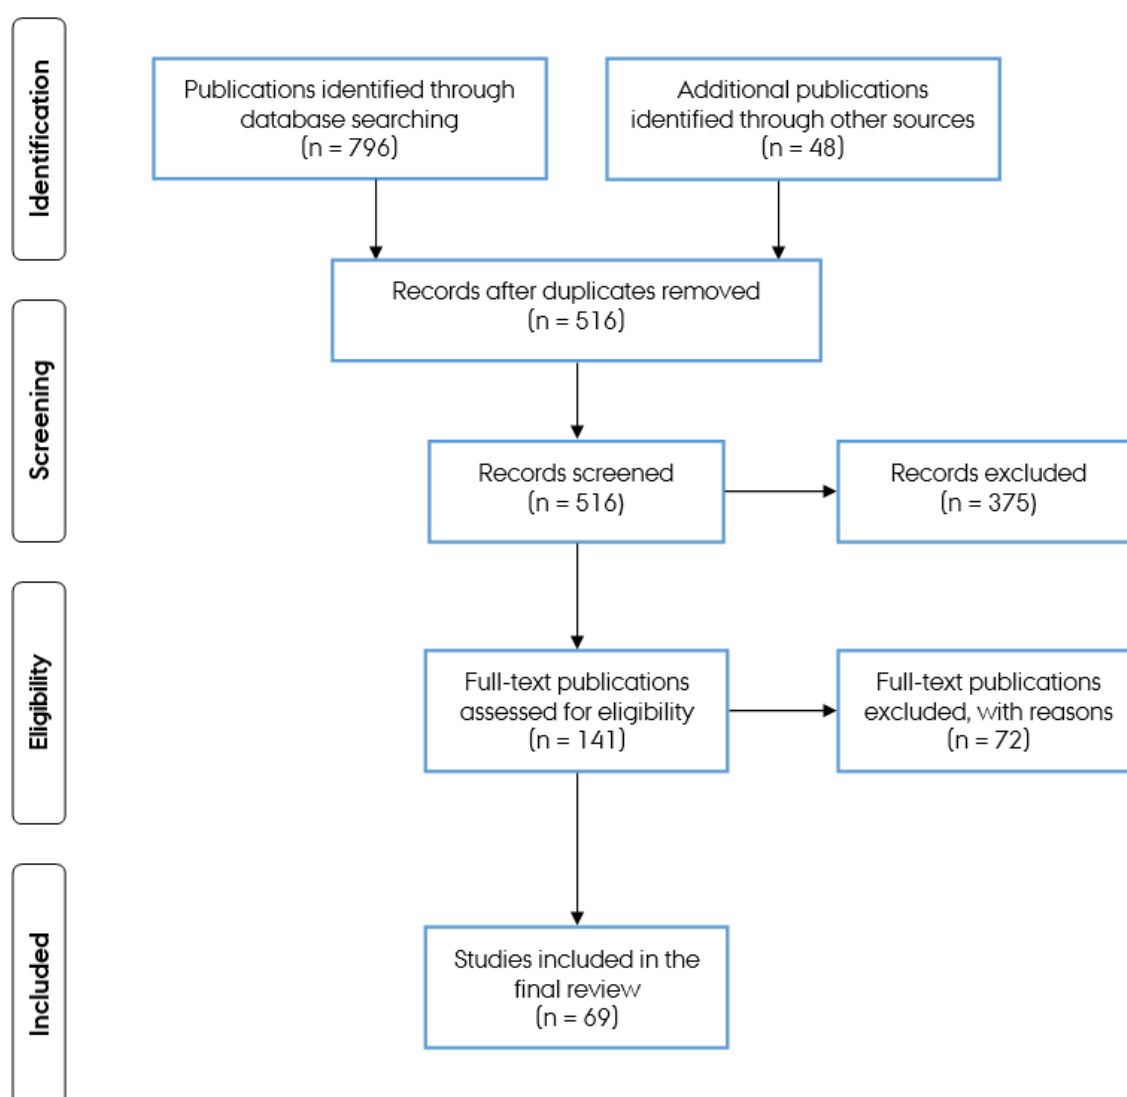 Identification
Publications identified through
database searching
(n = 796)
Additional publications
identified through other sources
(n = 48)
Records after duplicates removed
(n = 516)
Screening
Records screened
(n = 516)
Records excluded
(n = 375)
Eligibility
Full-text publications
assessed for eligibility
(n = 141)
Full-text publications
excluded, with reasons
(n = 72)
Included
Studies included in the
final review
(n = 69)